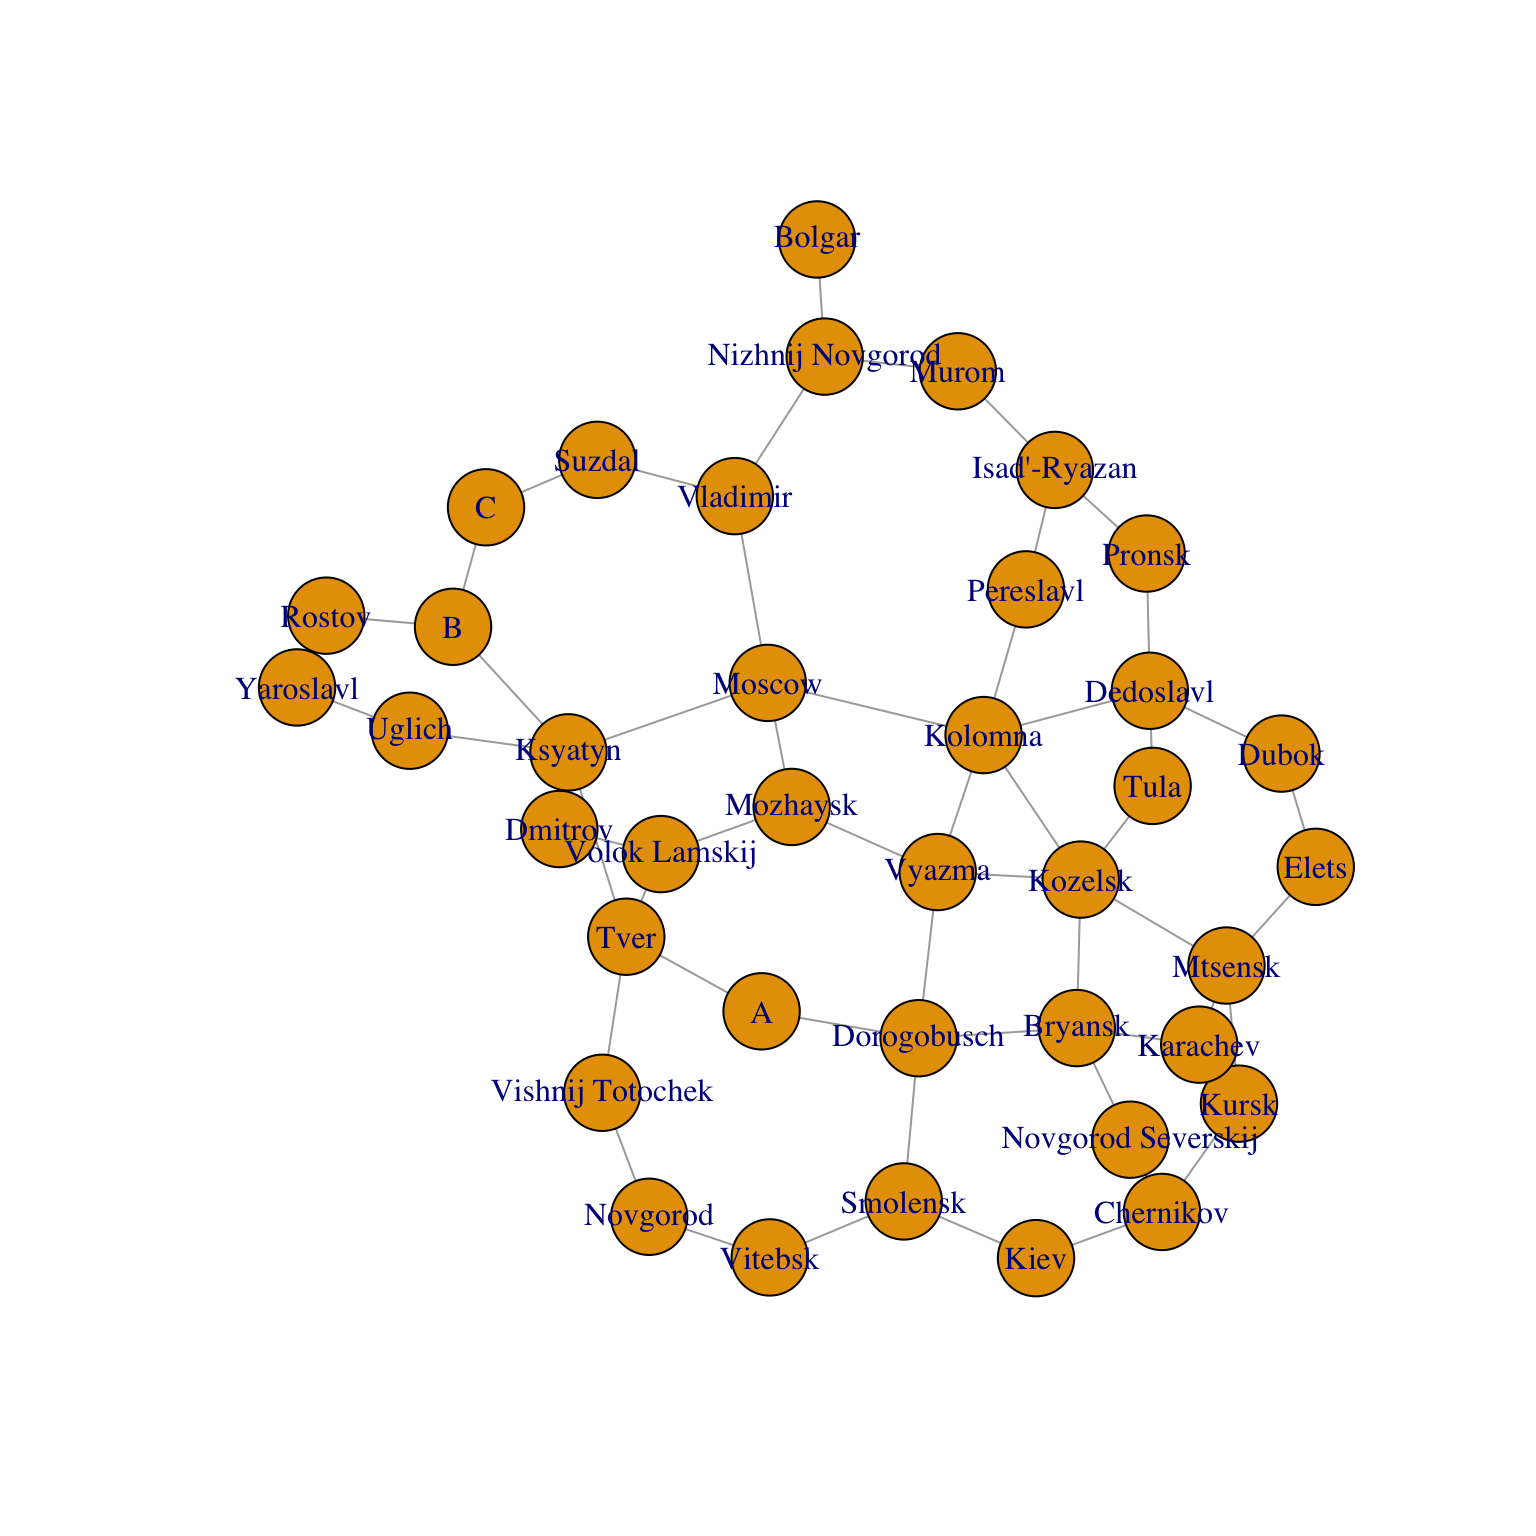 Bolgar
Nizhnij Novgorod
Murom
Suzdal
Isad'-Ryazan
Vladimir
C
Pronsk
Pereslavl
Rostov
B
Moscow
Yaroslavl
Dedoslavl
Uglich
Kolomna
Ksyatyn
Dubok
Tula
Mozhaysk
Dmitrov
Volok Lamskij
Vyazma
Kozelsk
Elets
Tver
Mtsensk
A
Dorogobusch
Bryansk
Karachev
Vishnij Totochek
Kursk
Novgorod Severskij
Smolensk
Chernikov
Novgorod
Vitebsk
Kiev